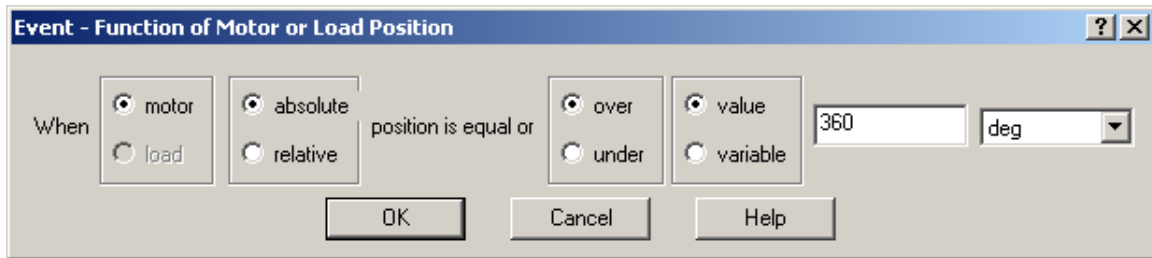 Event - Function of Motor or Load Position
When
motor
load
absolute
relative
position is equal or
over
under
value
variable
360
deg
OK
Cancel
Help